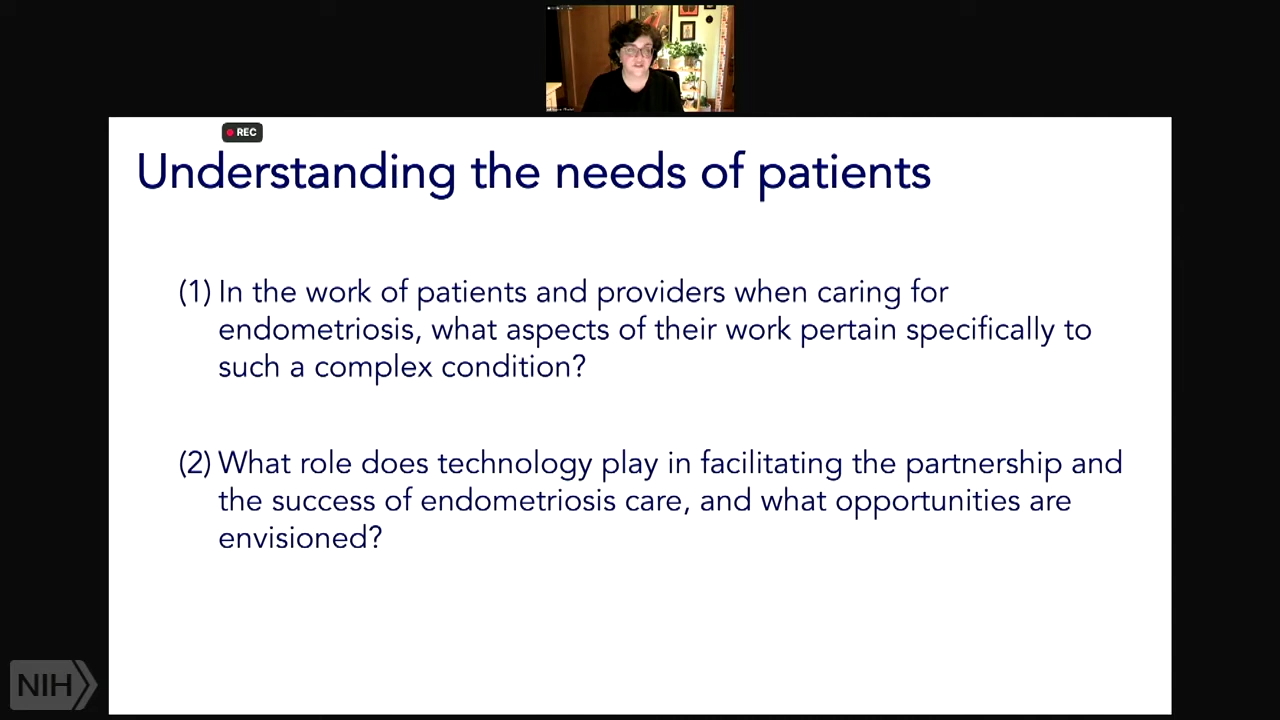 REC
Understanding the needs of patients
(1) In the work of patients and providers when caring for
endometriosis, what aspects of their work pertain specifically to
such a complex condition?
(2) What role does technology play in facilitating the partnership and
the success of endometriosis care, and what opportunities are
envisioned?
NIH